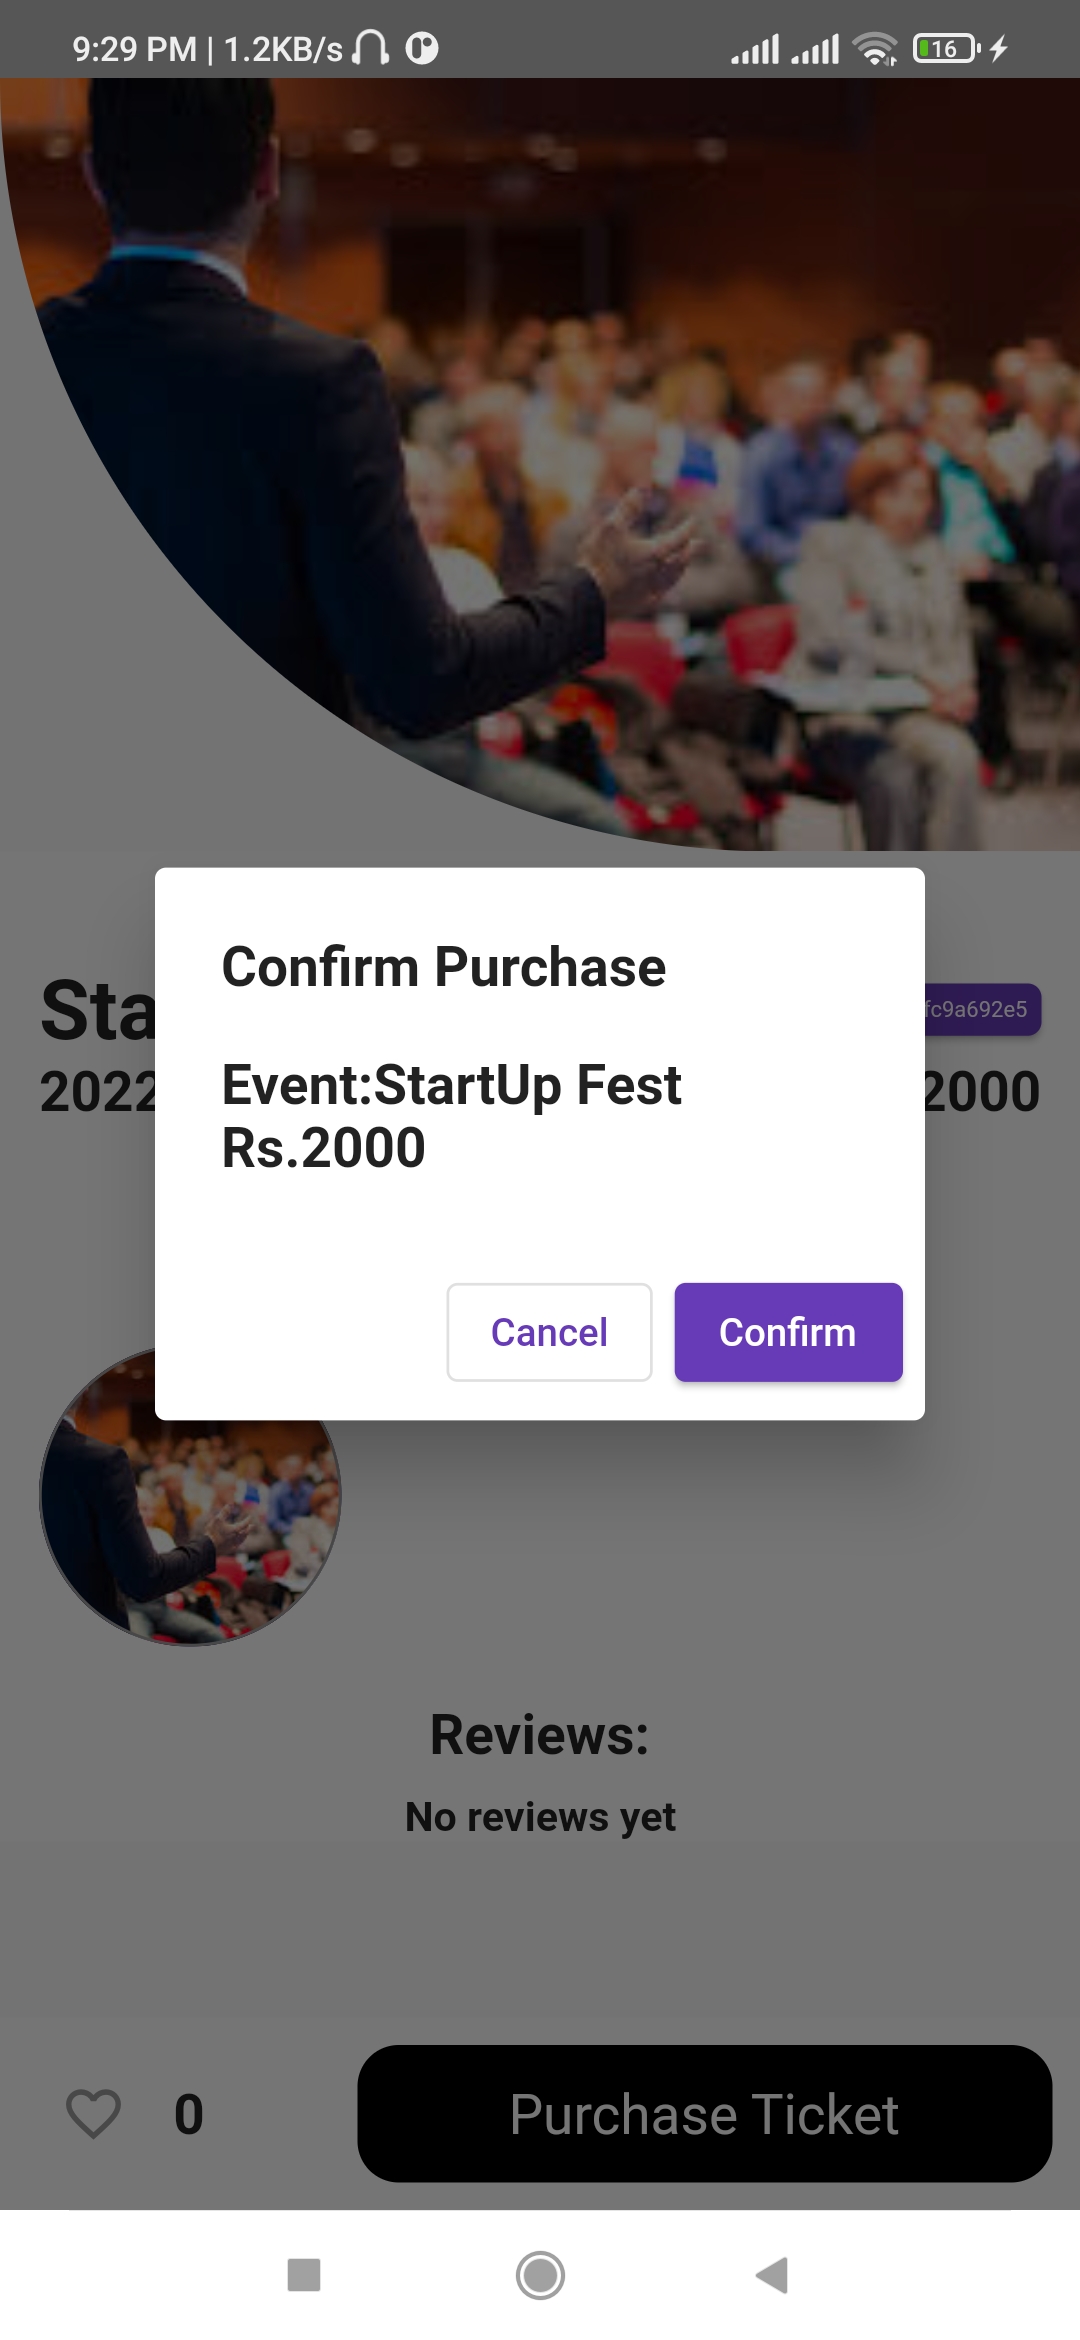 9:29 PM | 1.2KB/s
16
Confirm Purchase
Sta
fc9a692e5
2022
2000
Event:StartUp Fest
Rs.2000
Cancel
Confirm
Reviews:
No reviews yet
0
Purchase Ticket